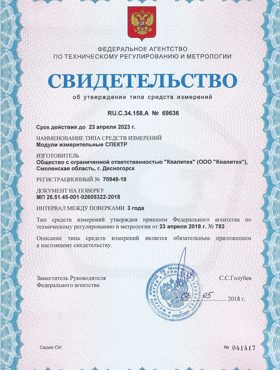 ФЕДЕРАЛЬНОЕ АГЕНТСТВО
ПО ТЕХНИЧЕСКОМУ РЕГУЛИРОВАНИЮ И МЕТРОЛОГИИ
СВИДЕТЕЛЬСТВО
об утверждении типа средств измерений
RU.C.34.158.A № 69636
Срок действия до 23 апреля 2023 г.
НАИМЕНОВАНИЕ ТИПА СРЕДСТВ ИЗМЕРЕНИЙ
Модули измерительные СПЕКТР
ИЗГОТОВИТЕЛЬ
Общество с ограниченной ответственностью "Квалитех" (ООО "Квалитех"),
Смоленская область, г. Десногорск
РЕГИСТРАЦИОННЫЙ № 70948-18
ДОКУМЕНТ НА ПОВЕРКУ
МП 26.51.45-001-02605322-2018
ИНТЕРВАЛ МЕЖДУ ПОВЕРКАМИ 3 года
Тип средств измерений утвержден приказом Федерального агентства по
техническому регулированию и метрологии от 23 апреля 2018 г. № 783
Описание типа средств измерений является обязательным приложением
к настоящему свидетельству.
Заместитель Руководителя С.С.Голубев
Федерального агентства
05 2018 г.
Серия СИ № 041417